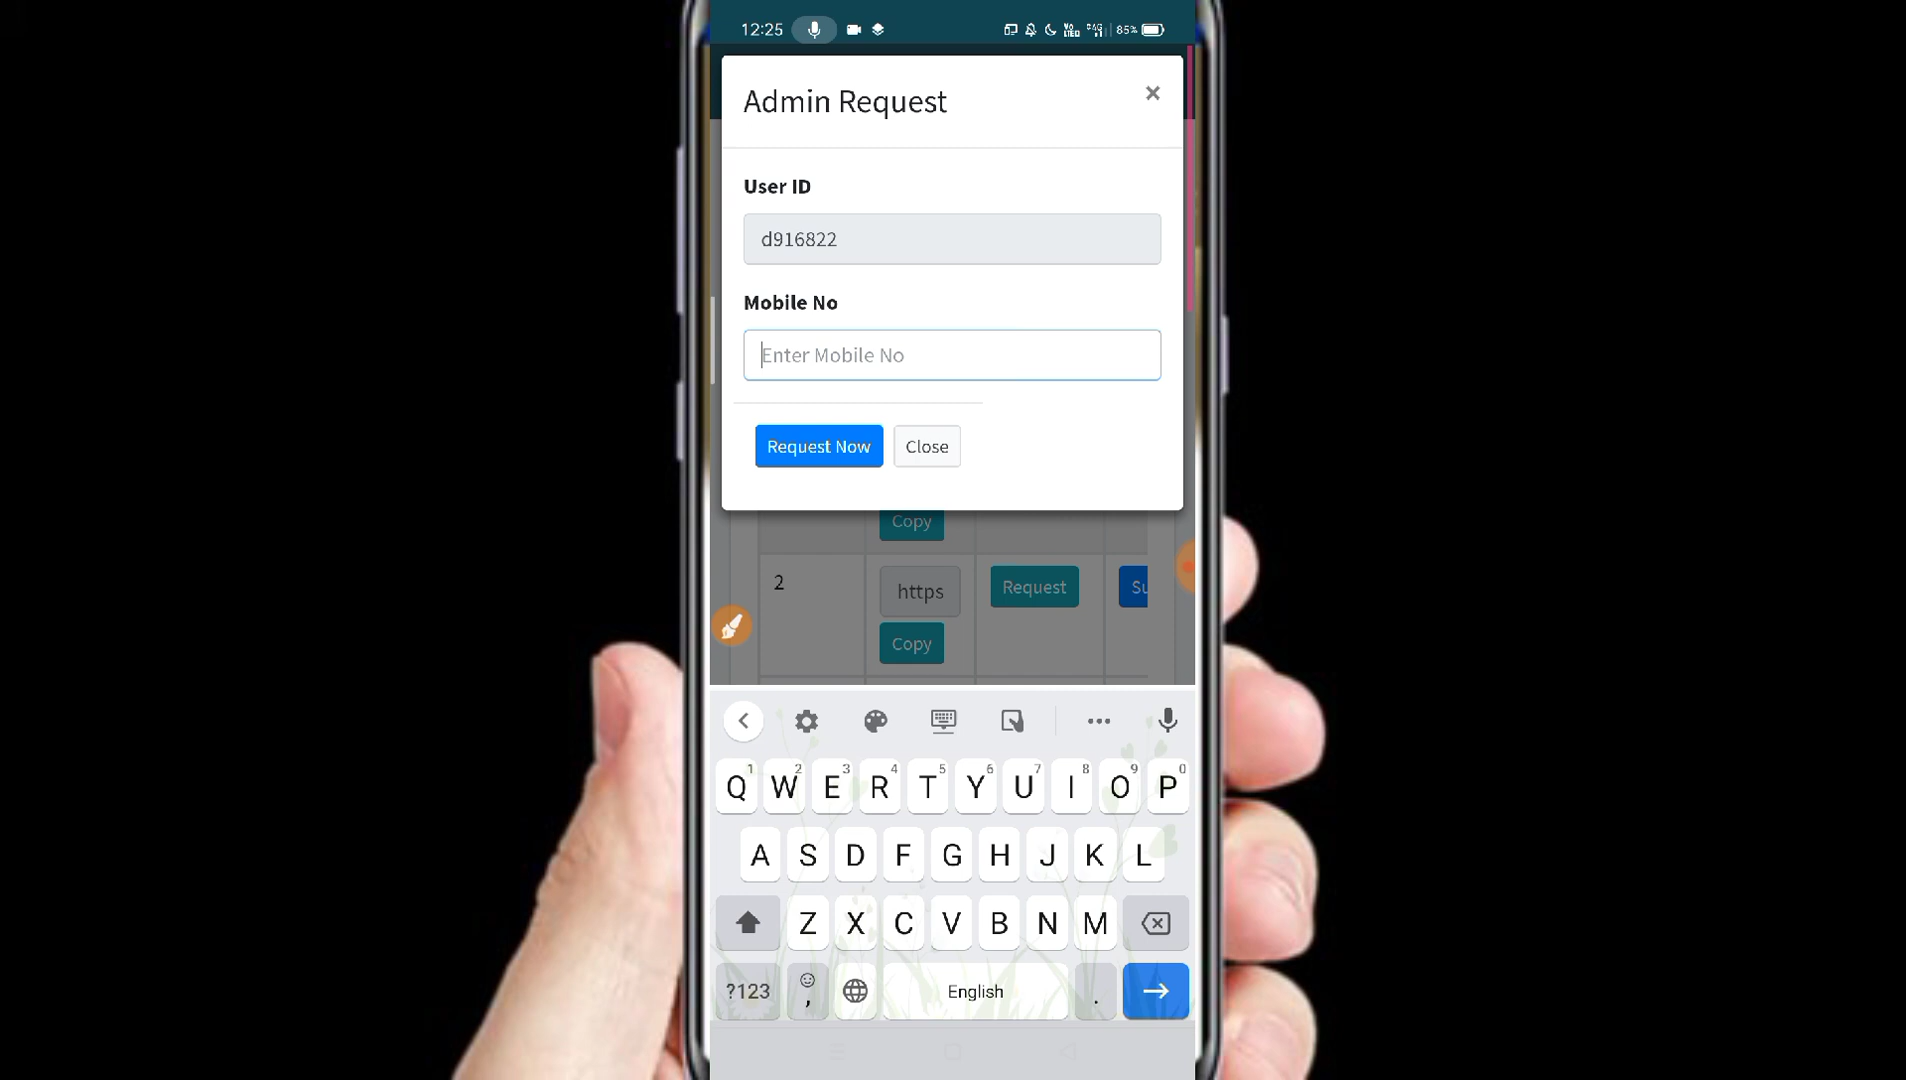 12:25
85%
Admin Request
×
User ID
d916822
Mobile No
Enter Mobile No
Request Now Close
Copy
2 https Request Su
Copy
1 2 3 4 5 6 7 8 9 0
Q W E R T Y U I O P
A S D F G H J K L
Z X C V B N M
?123 , English .